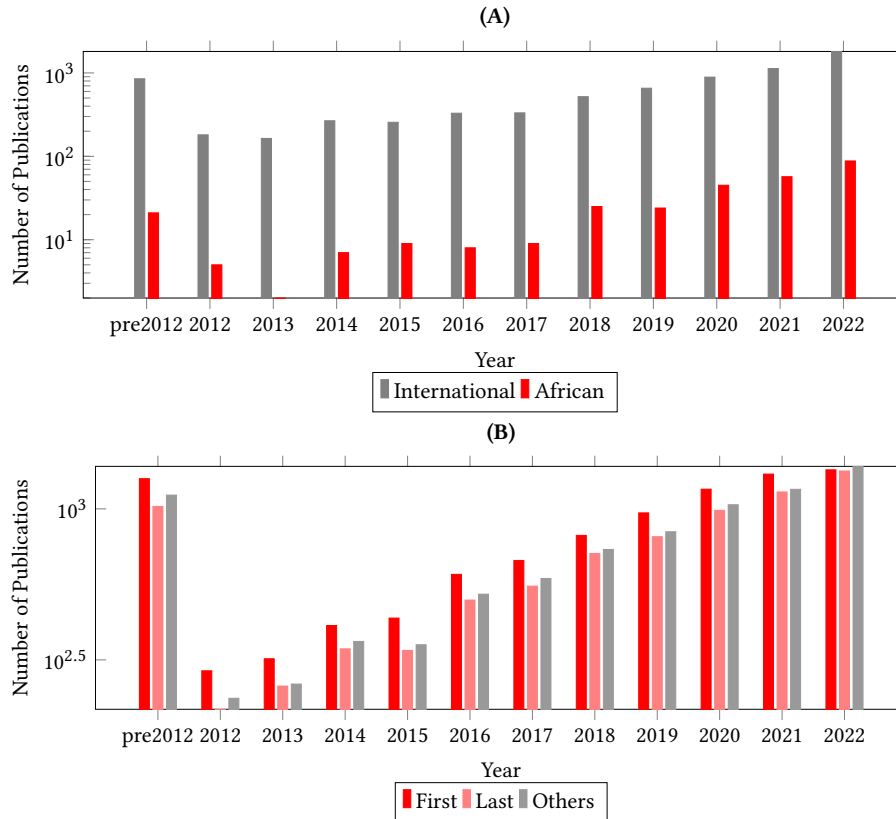 (A)
Number of Publications
10^3
10^2
10^1
pre2012 2012 2013 2014 2015 2016 2017 2018 2019 2020 2021 2022
Year
International African
(B)
Number of Publications
10^3
10^2.5
pre2012 2012 2013 2014 2015 2016 2017 2018 2019 2020 2021 2022
Year
First Last Others